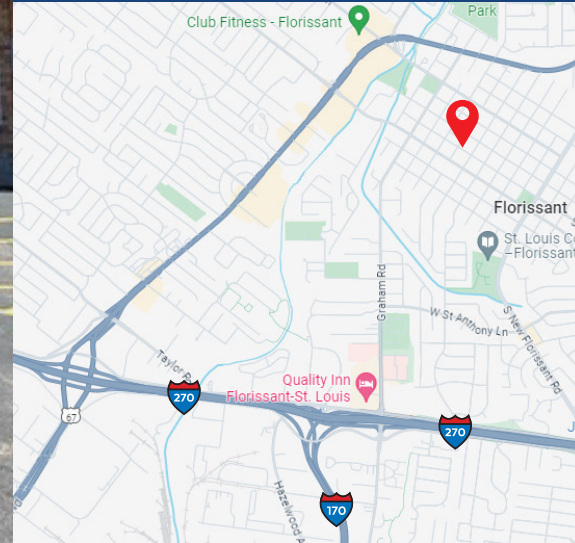 Park
Club Fitness - Florissant
Florissant
St. Louis Co
–Florissant
Graham Rd
W St Anthony Ln
S New Florissant Rd
Taylor
Quality Inn
Florissant-St. Louis
270
67
270
Hazelwood A
170
J